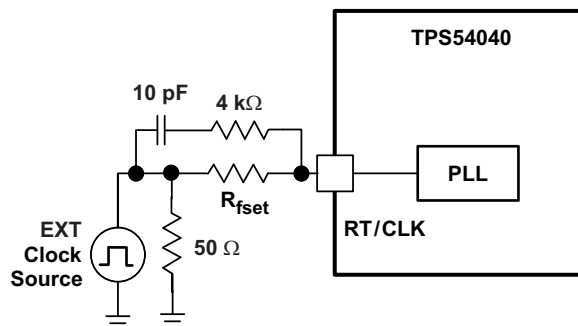 TPS54040
10 pF
4 kΩ
PLL
Rfset
RT/CLK
EXT
Clock
Source
50 Ω